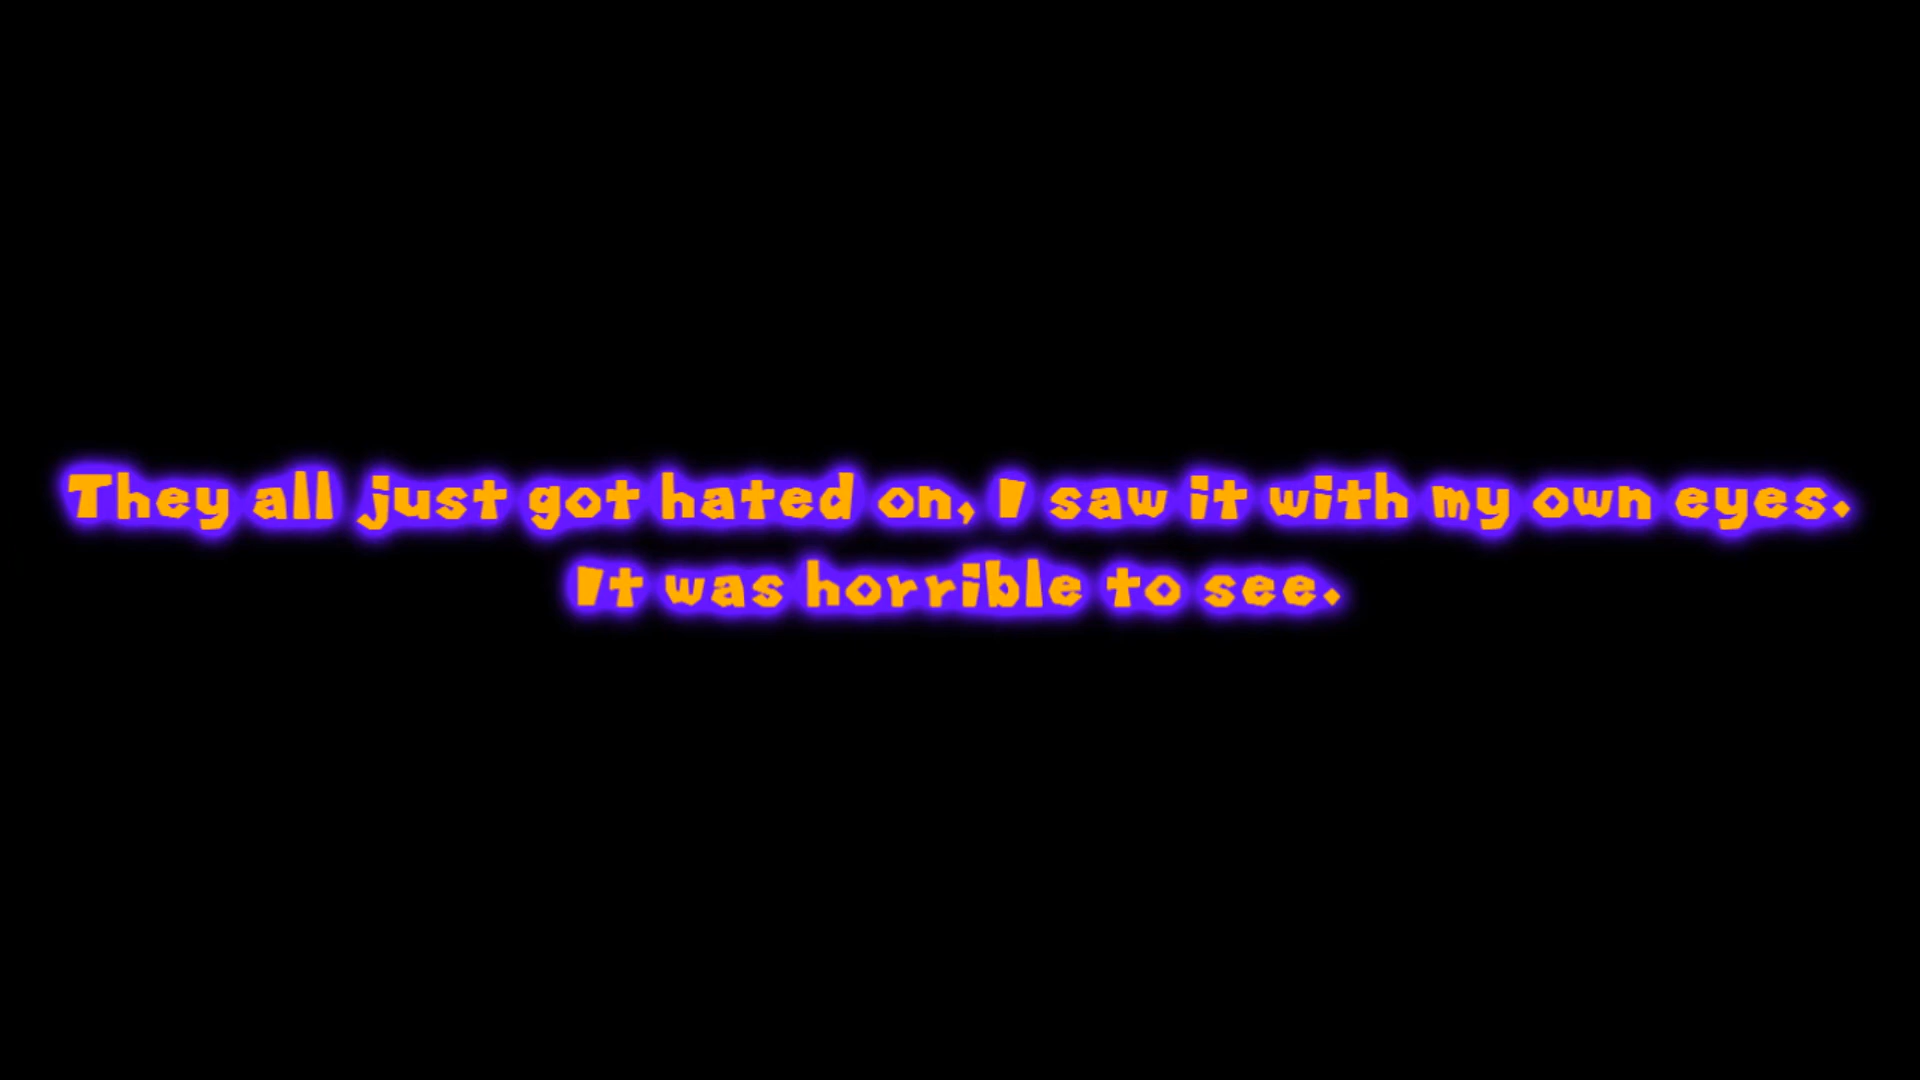 They all just got hated on, I saw it with my own eyes.
It was horrible to see.